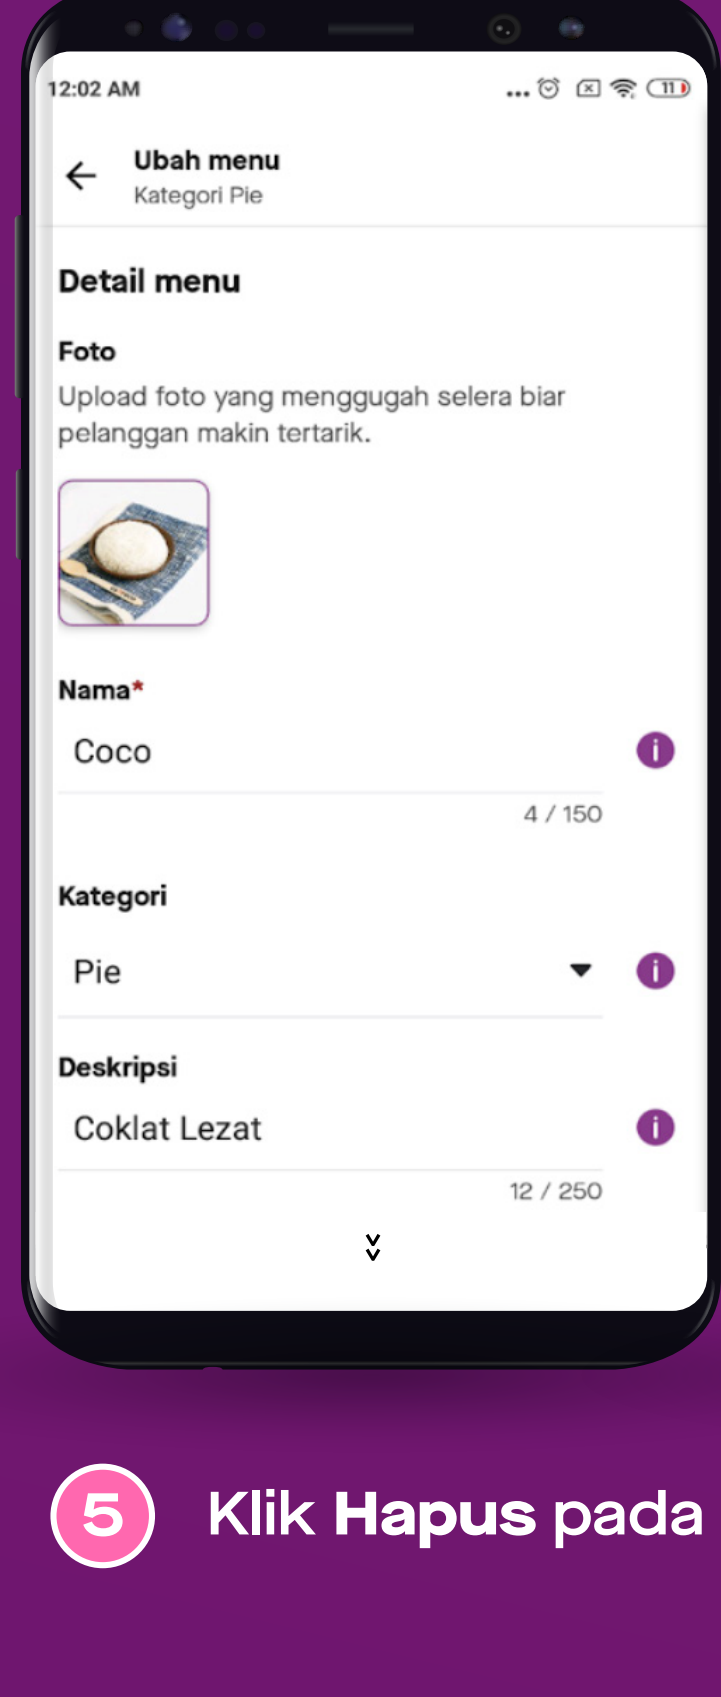 12:02 AM
11
Ubah menu
Kategori Pie
Detail menu
Foto
Upload foto yang menggugah selera biar
pelanggan makin tertarik.
Nama*
Coco
4 / 150
Kategori
Pie
Deskripsi
Coklat Lezat
12 / 250
5 Klik Hapus pada